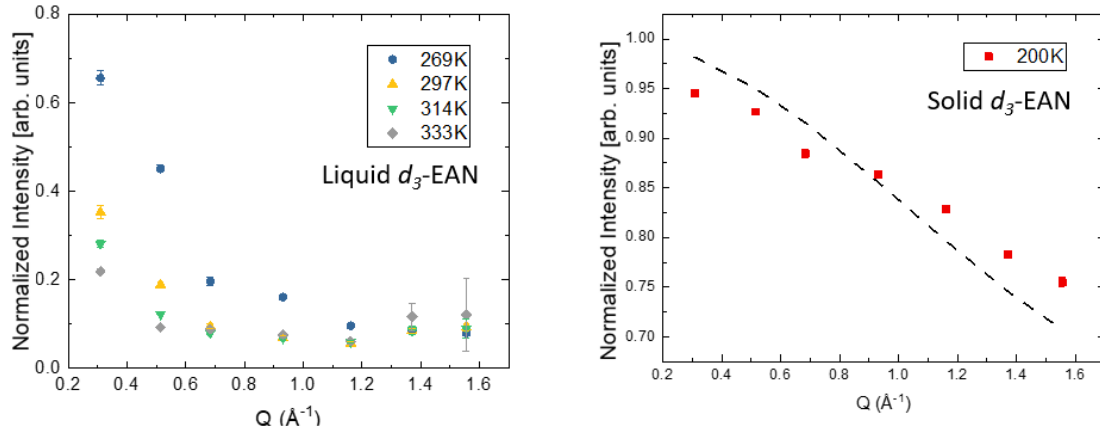 Normalized Intensity [arb. units]
0.8
0.6
0.4
0.2
0.0
269K
297K
314K
333K
Liquid d3-EAN
0.2 0.4 0.6 0.8 1.0 1.2 1.4 1.6
Q (Å-1)
Normalized Intensity [arb. units]
1.00
0.95
0.90
0.85
0.80
0.75
0.70
200K
Solid d3-EAN
0.2 0.4 0.6 0.8 1.0 1.2 1.4 1.6
Q (Å-1)